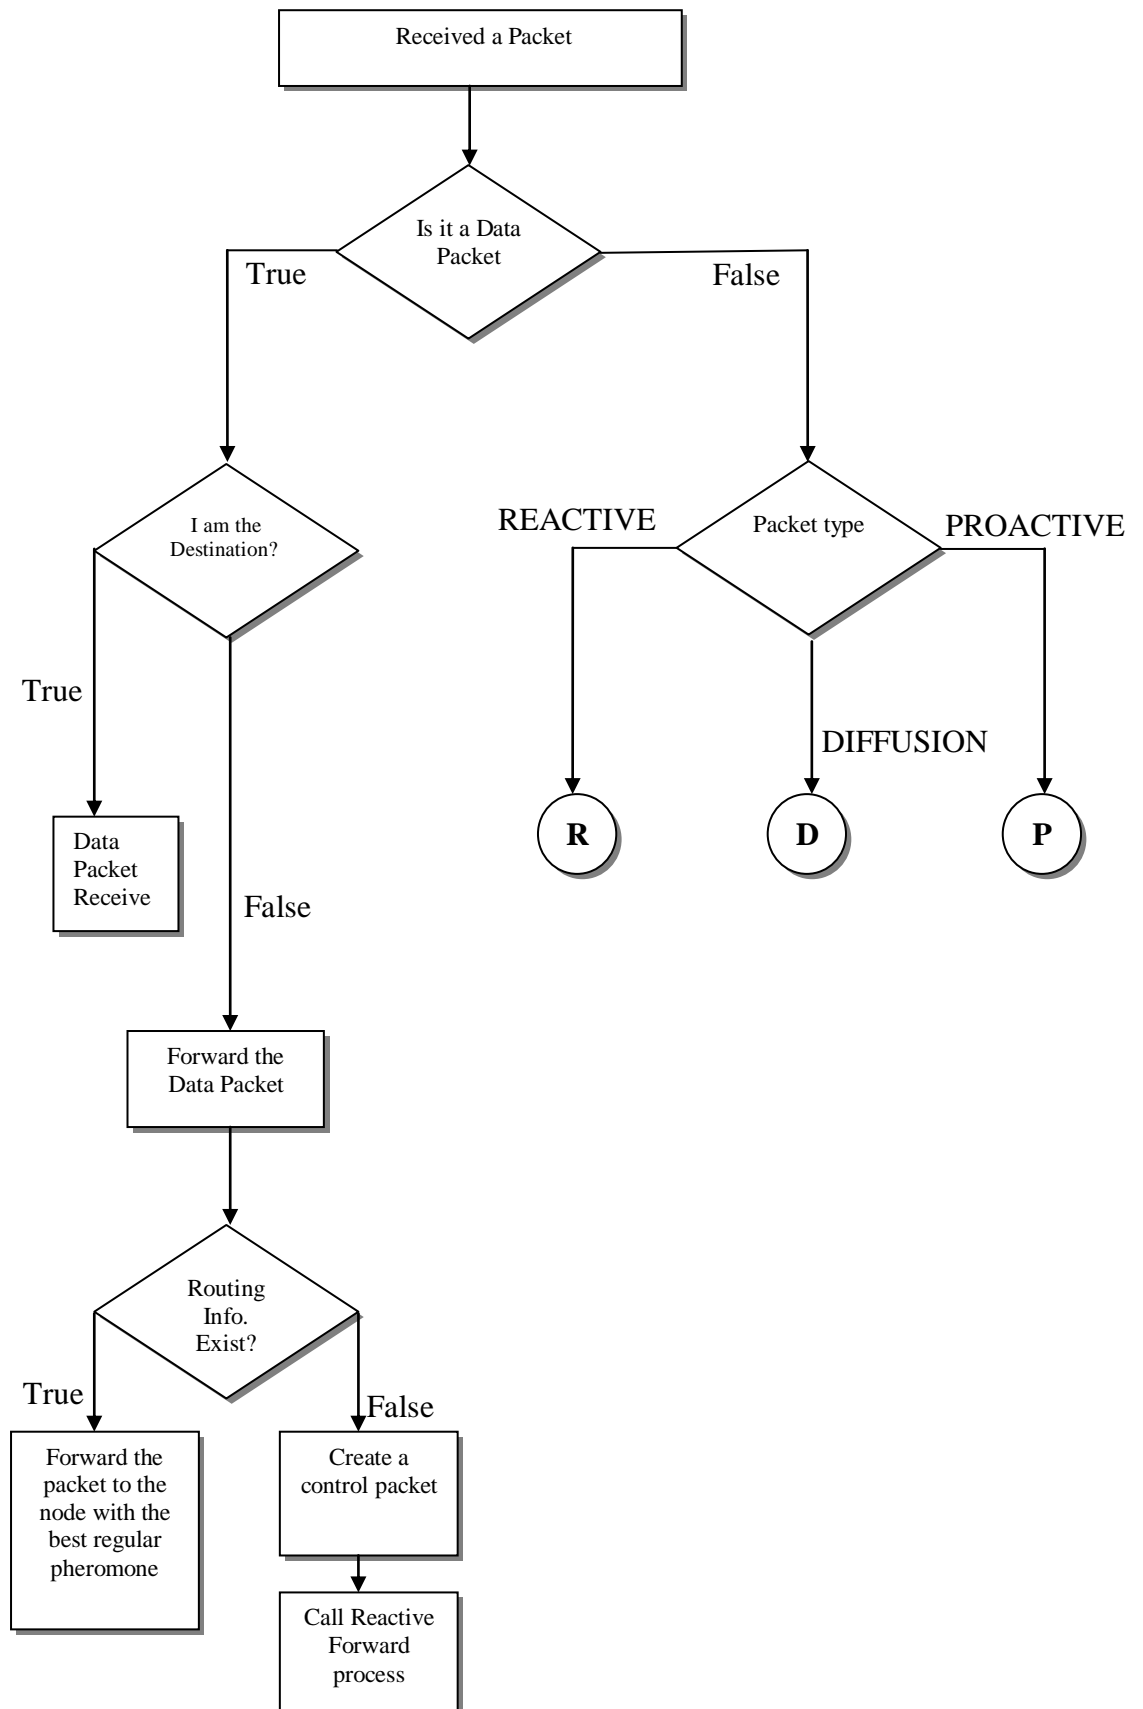 Received a Packet
Is it a Data
Packet
True
False
I am the
Destination?
REACTIVE
Packet type
PROACTIVE
True
DIFFUSION
R
D
P
Data
Packet
Receive
False
Forward the
Data Packet
Routing
Info.
Exist?
True
False
Forward the
packet to the
node with the
best regular
pheromone
Create a
control packet
Call Reactive
Forward
process